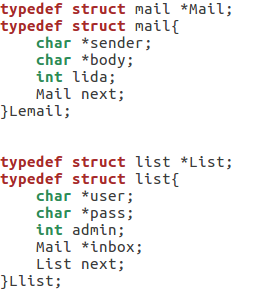 typedef struct mail *Mail;
typedef struct mail{
    char *sender;
    char *body;
    int lida;
    Mail next;
}Lemail;

typedef struct list *List;
typedef struct list{
    char *user;
    char *pass;
    int admin;
    Mail *inbox;
    List next;
}Llist;